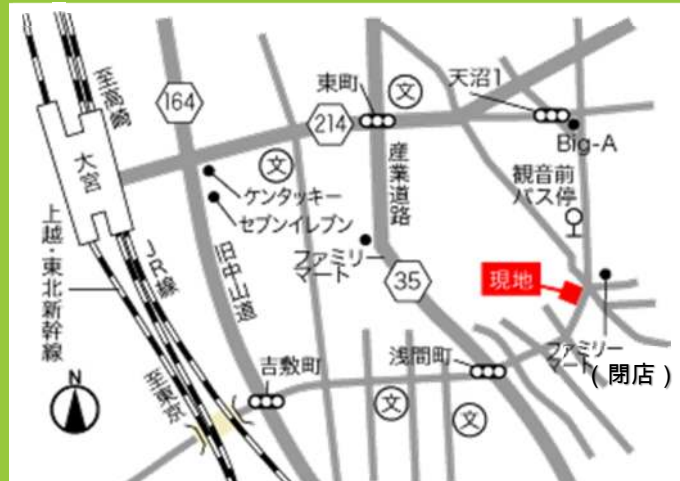 至高崎
大宮
上越・東北新幹線
JR線
至東京
N
164
旧中山道
ケンタッキー
セブンイレブン
文
214
東町
文
産業道路
ファミリー
マート
35
天沼1
Big-A
観音前
バス停
現地
ファミリー
マート
(閉店)
浅間町
吉敷町
文
文